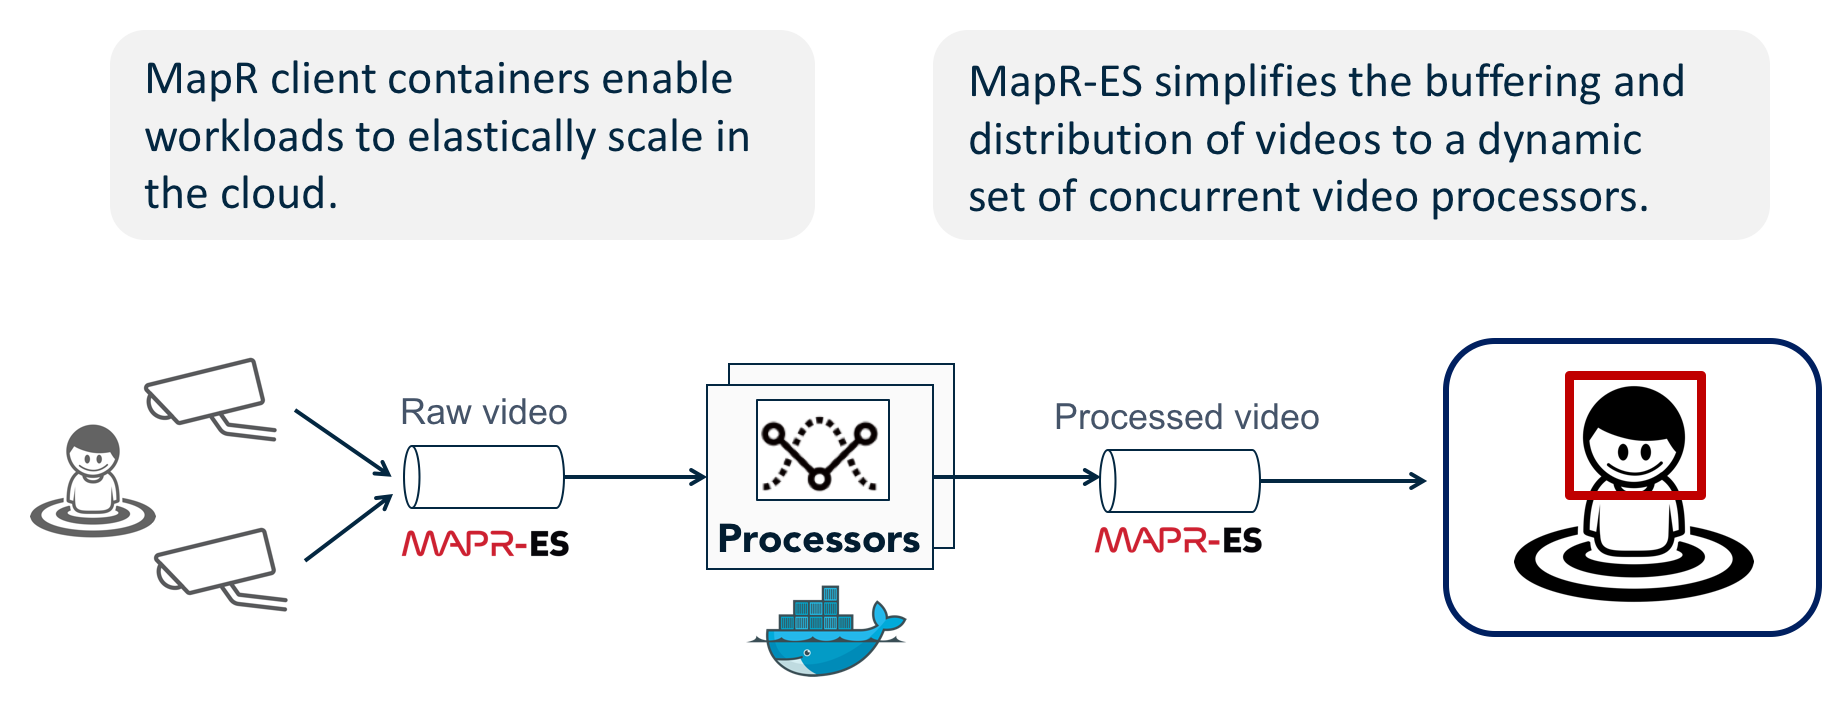 MapR client containers enable
workloads to elastically scale in
the cloud.
MapR-ES simplifies the buffering and
distribution of videos to a dynamic
set of concurrent video processors.
Raw video
MAPR-ES
Processors
Processed video
MAPR-ES